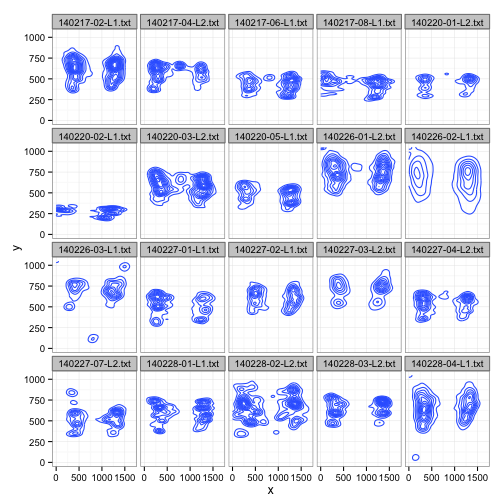 140217-02-L1.txt 140217-04-L2.txt 140217-06-L1.txt 140217-08-L1.txt 140220-01-L2.txt
1000
750
500
250
0
140220-02-L1.txt 140220-03-L2.txt 140220-05-L1.txt 140226-01-L2.txt 140226-02-L1.txt
1000
750
500
250
0
y
140226-03-L1.txt 140227-01-L1.txt 140227-02-L1.txt 140227-03-L2.txt 140227-04-L2.txt
1000
750
500
250
0
140227-07-L2.txt 140228-01-L1.txt 140228-02-L2.txt 140228-03-L2.txt 140228-04-L1.txt
1000
750
500
250
0
0 500 1000 1500 0 500 1000 1500 0 500 1000 1500 0 500 1000 1500 0 500 1000 1500
x